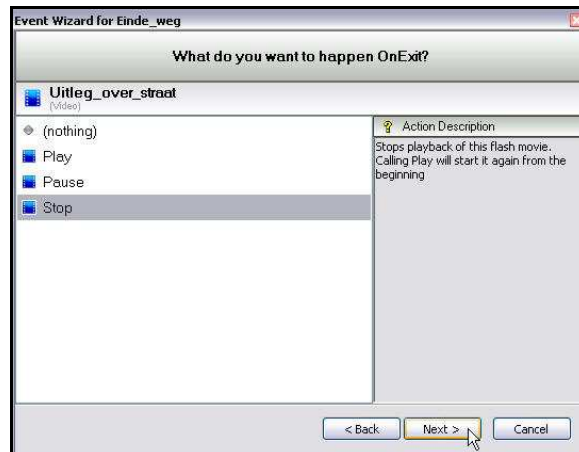 Event Wizard for Einde_weg
What do you want to happen OnExit?
Uitleg_over_straat
(Video)
(nothing)
Play
Pause
Stop
? Action Description
Stops playback of this flash movie.
Calling Play will start it again from the
beginning
< Back
Next >
Cancel